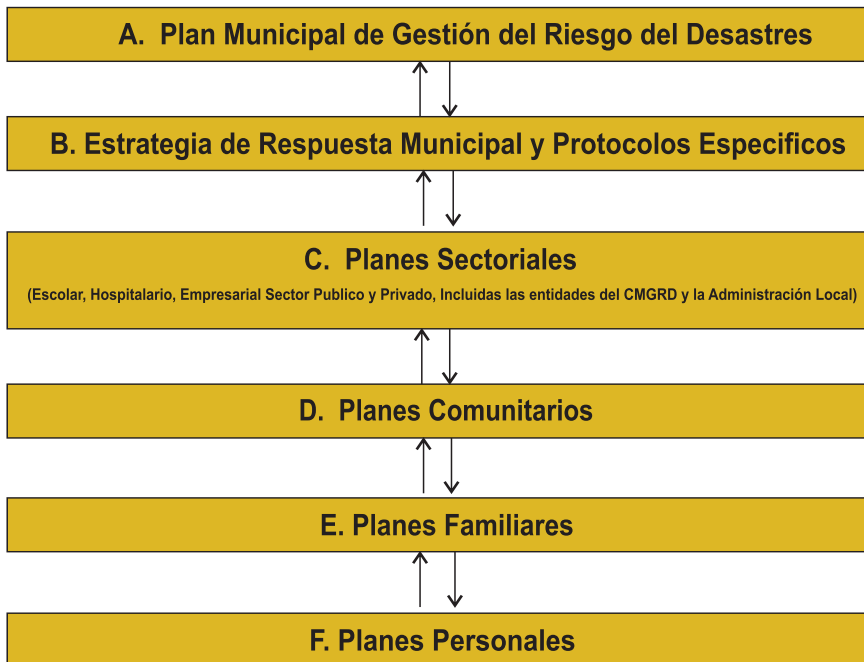 A. Plan Municipal de Gestión del Riesgo del Desastres
B. Estrategia de Respuesta Municipal y Protocolos Especificos
C. Planes Sectoriales
(Escolar, Hospitalario, Empresarial Sector Publico y Privado, Incluidas las entidades del CMGRD y la Administración Local)
D. Planes Comunitarios
E. Planes Familiares
F. Planes Personales